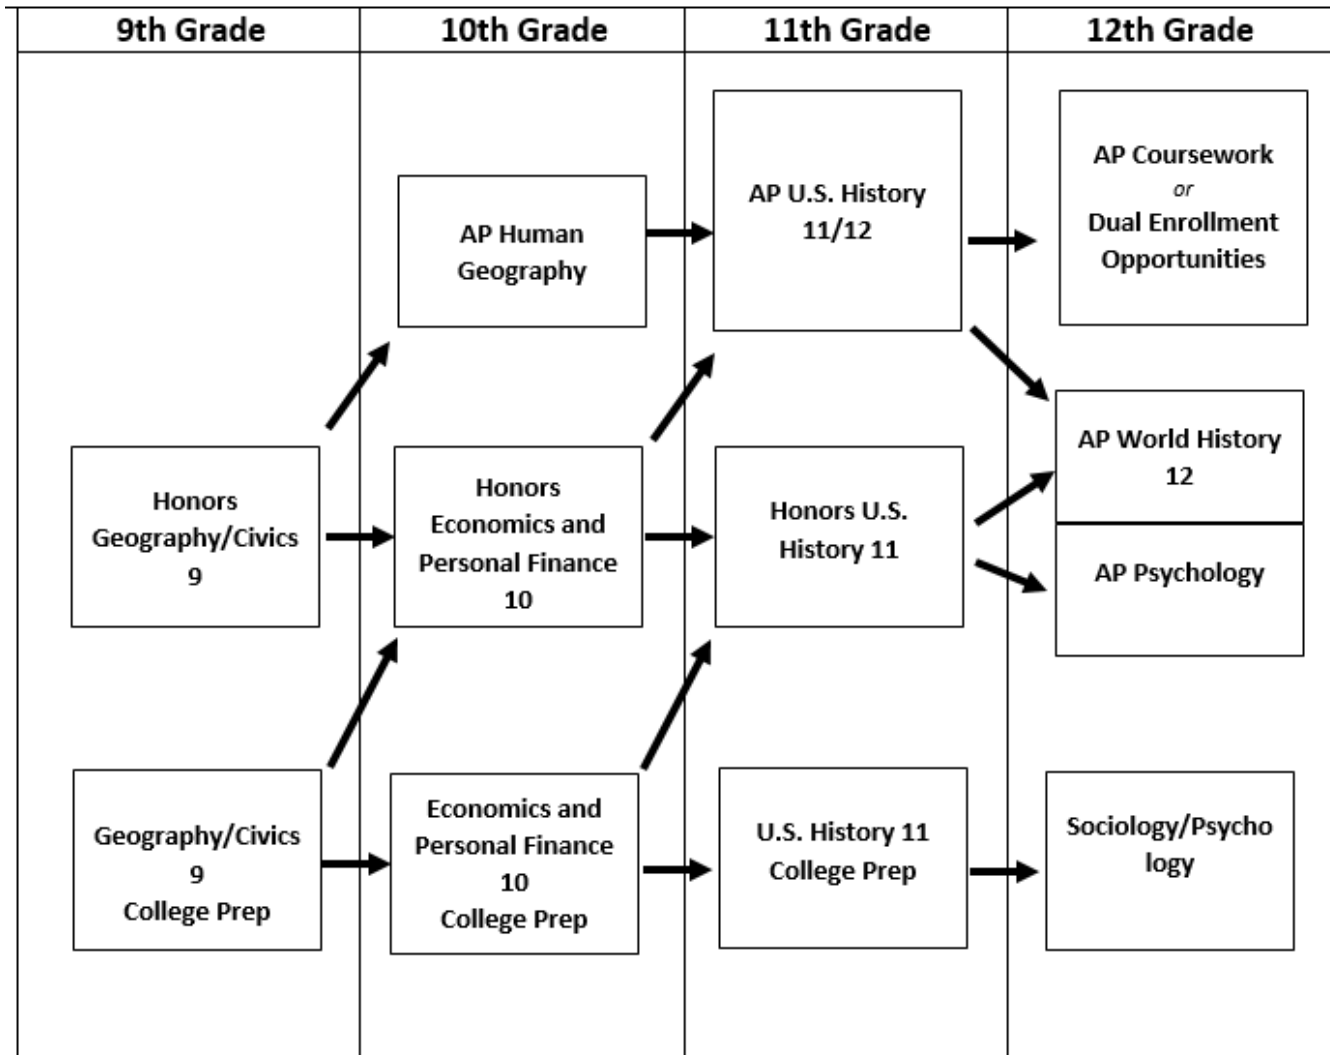 9th Grade
10th Grade
11th Grade
12th Grade
AP Human
Geography
AP U.S. History
11/12
AP Coursework
or
Dual Enrollment
Opportunities
Honors
Geography/Civics
9
Honors
Economics and
Personal Finance
10
Honors U.S.
History 11
AP World History
12
AP Psychology
Geography/Civics
9
College Prep
Economics and
Personal Finance
10
College Prep
U.S. History 11
College Prep
Sociology/Psycho
logy